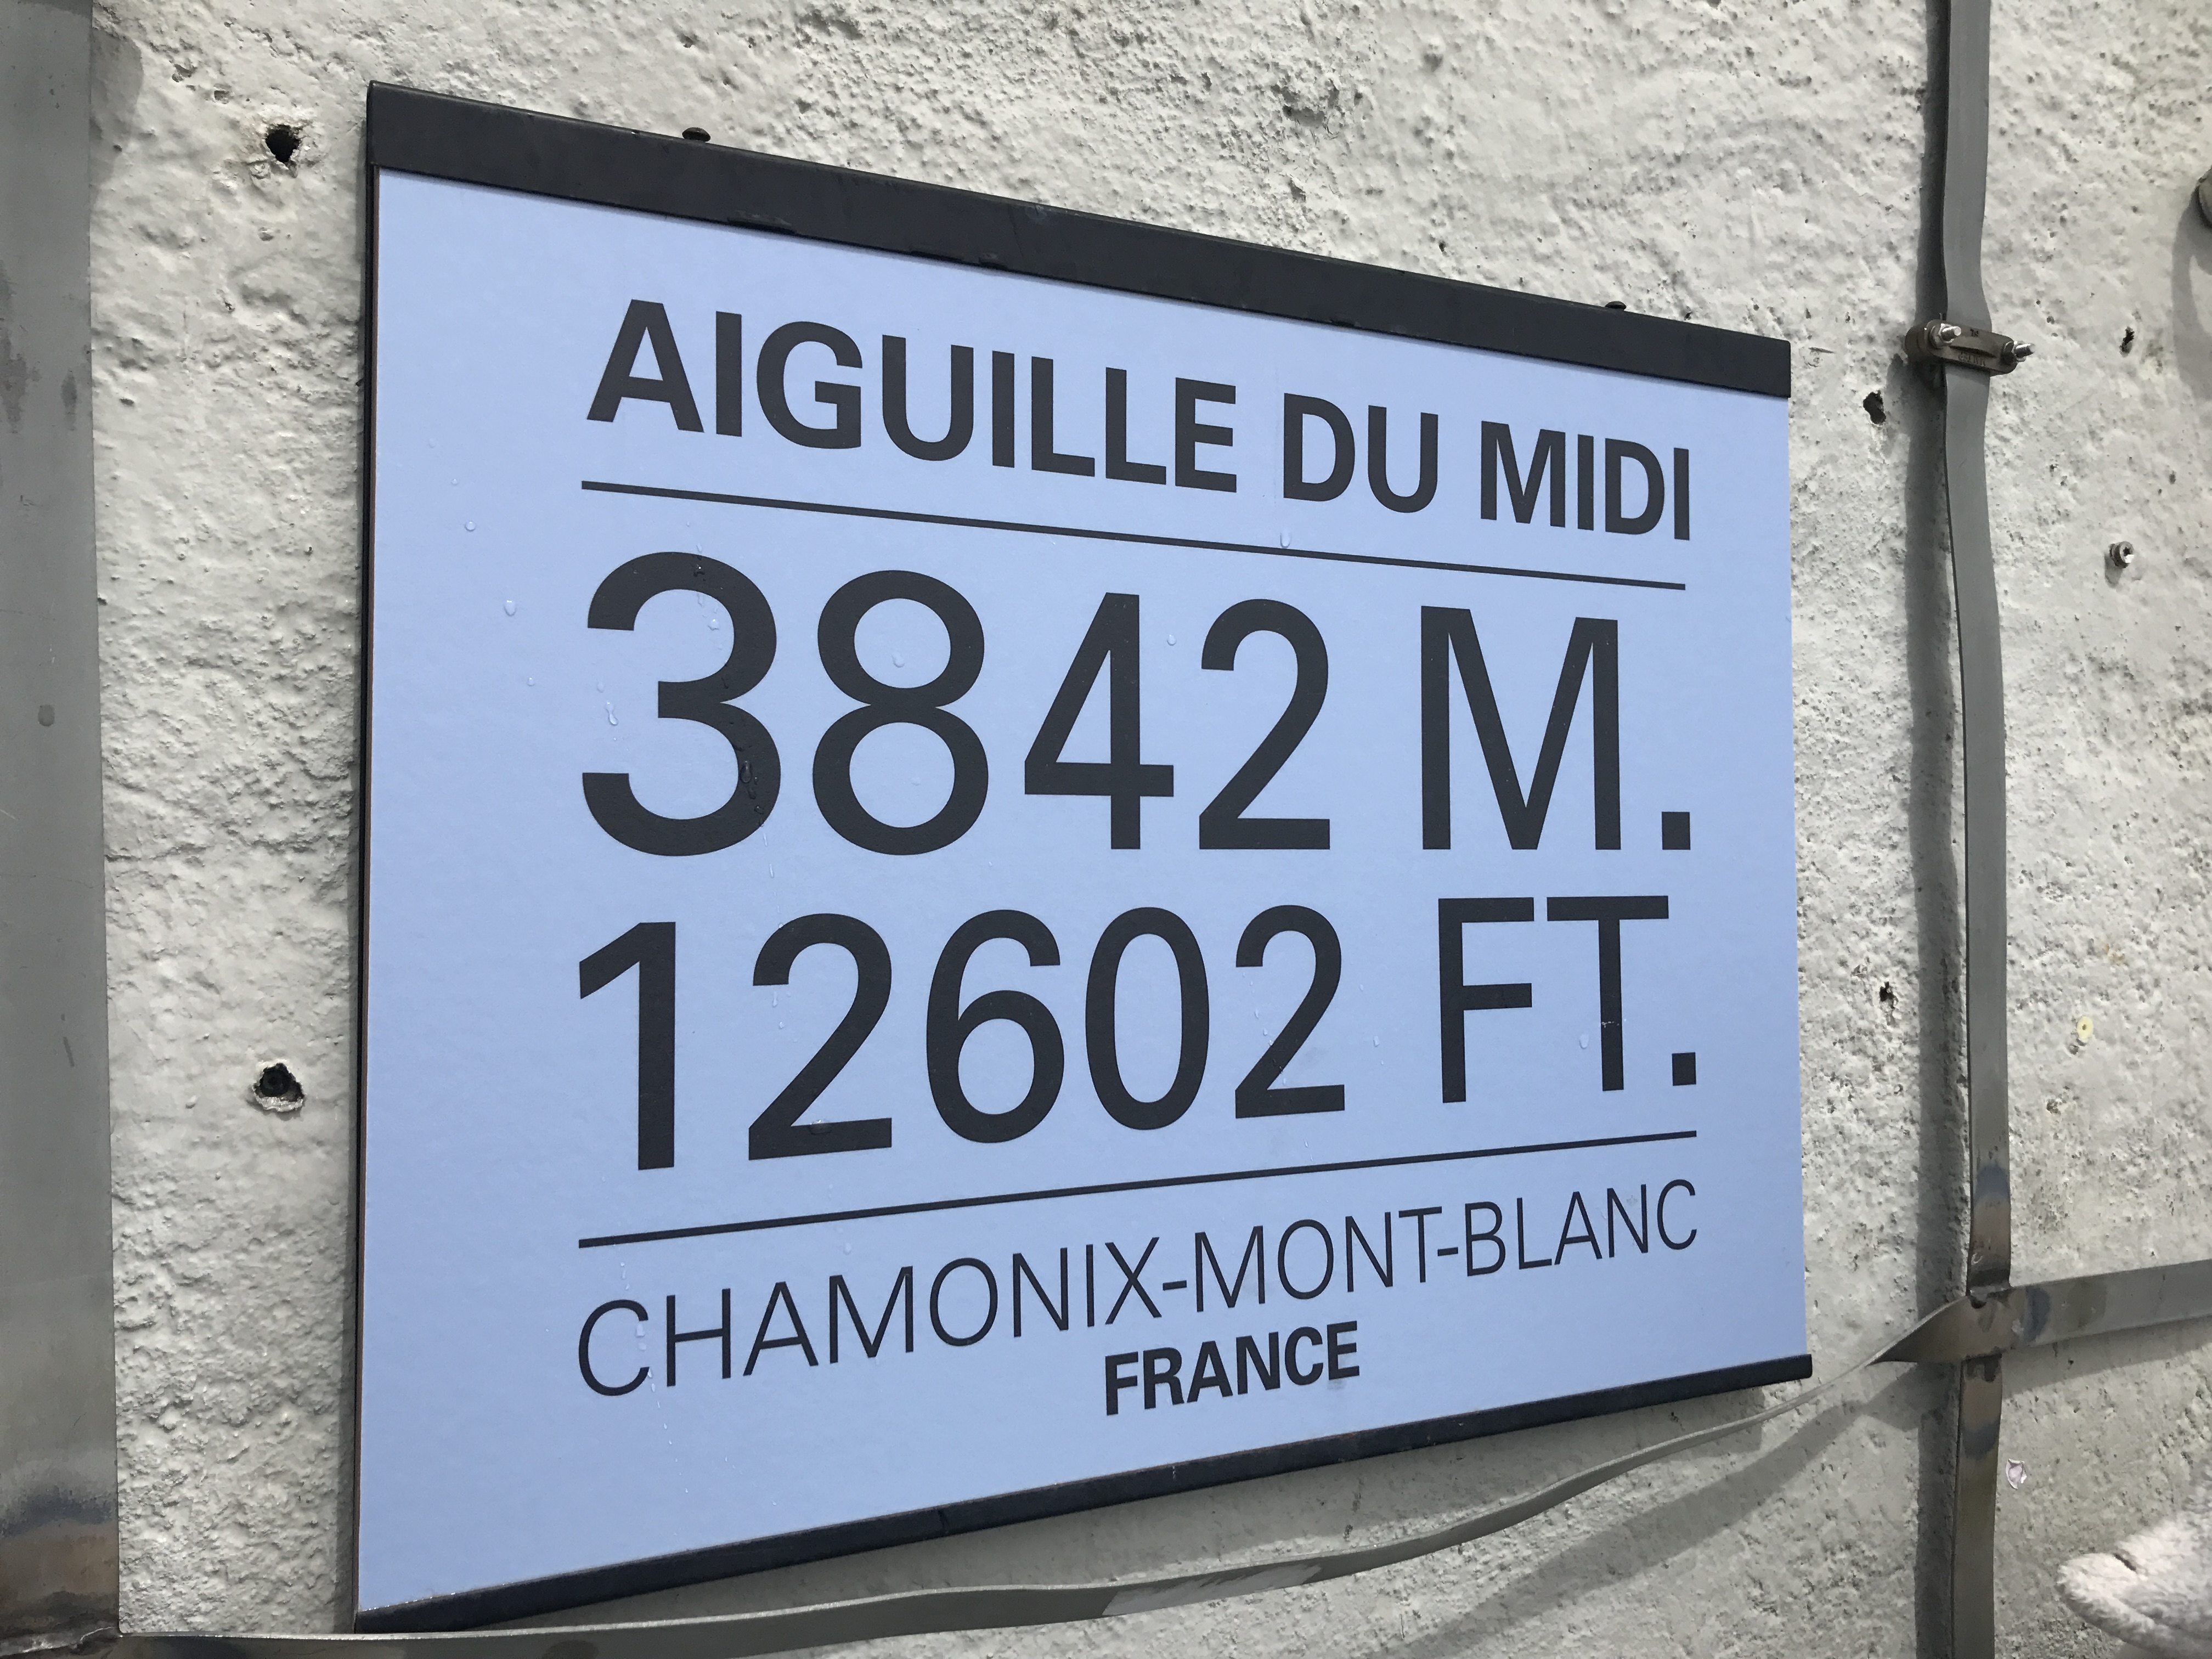 AIGUILLE DU MIDI
3842 M.
12602 FT.
CHAMONIX-MONT-BLANC
FRANCE